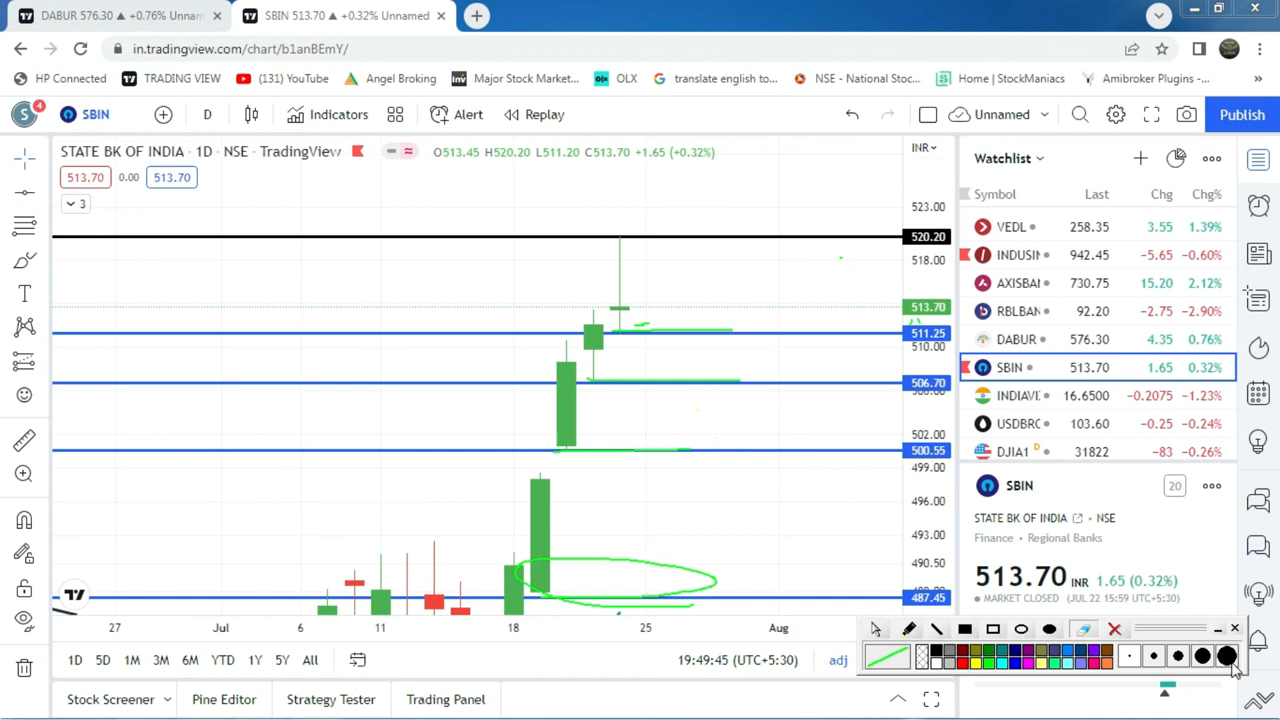 DABUR 576.30 ▲ +0.76% Unnam
SBIN 513.70 ▲ +0.32% Unnamed
in.tradingview.com/chart/b1anBEmY/
HP Connected
TRADING VIEW
(131) YouTube
Angel Broking
Inv
Major Stock Market...
OLX
translate english to...
NSE - National Stoc...
Home | StockManiacs
Amibroker Plugins -...
S
4
SBIN
D
Indicators
Alert
Replay
Unnamed
Publish
STATE BK OF INDIA · 1D · NSE · TradingView
O513.45 H520.20 L511.20 C513.70 +1.65 (+0.32%)
513.70
0.00
513.70
3
INR
523.00
520.20
518.00
513.70
511.25
510.00
506.70
502.00
500.55
499.00
496.00
493.00
490.50
487.45
27
Jul
6
11
18
25
Aug
1D
5D
1M
3M
6M
YTD
1Y
5Y
All
19:49:45 (UTC+5:30)
adj
Stock Screener
Pine Editor
Strategy Tester
Trading Panel
Watchlist
Symbol Last Chg Chg%
VEDL 258.35 3.55 1.39%
INDUSIN 942.45 -5.65 -0.60%
AXISBAN 730.75 15.20 2.12%
RBLBAN 92.20 -2.75 -2.90%
DABUR 576.30 4.35 0.76%
SBIN 513.70 1.65 0.32%
INDIAVI 16.6500 -0.2075 -1.23%
USDBRO 103.60 -0.25 -0.24%
DJIA1 D 31822 -83 -0.26%
SBIN
20
STATE BK OF INDIA NSE
Finance • Regional Banks
513.70 INR 1.65 (0.32%)
MARKET CLOSED (JUL 22 15:59 UTC+5:30)